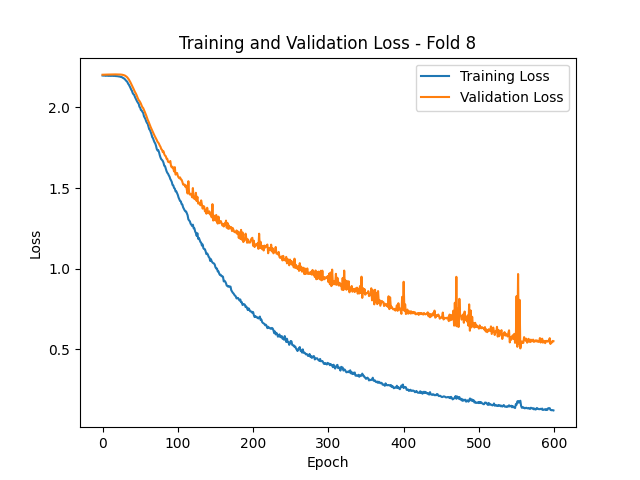 Training and Validation Loss - Fold 8
Training Loss
Validation Loss
Loss
2.0
1.5
1.0
0.5
0
100
200
300
400
500
600
Epoch